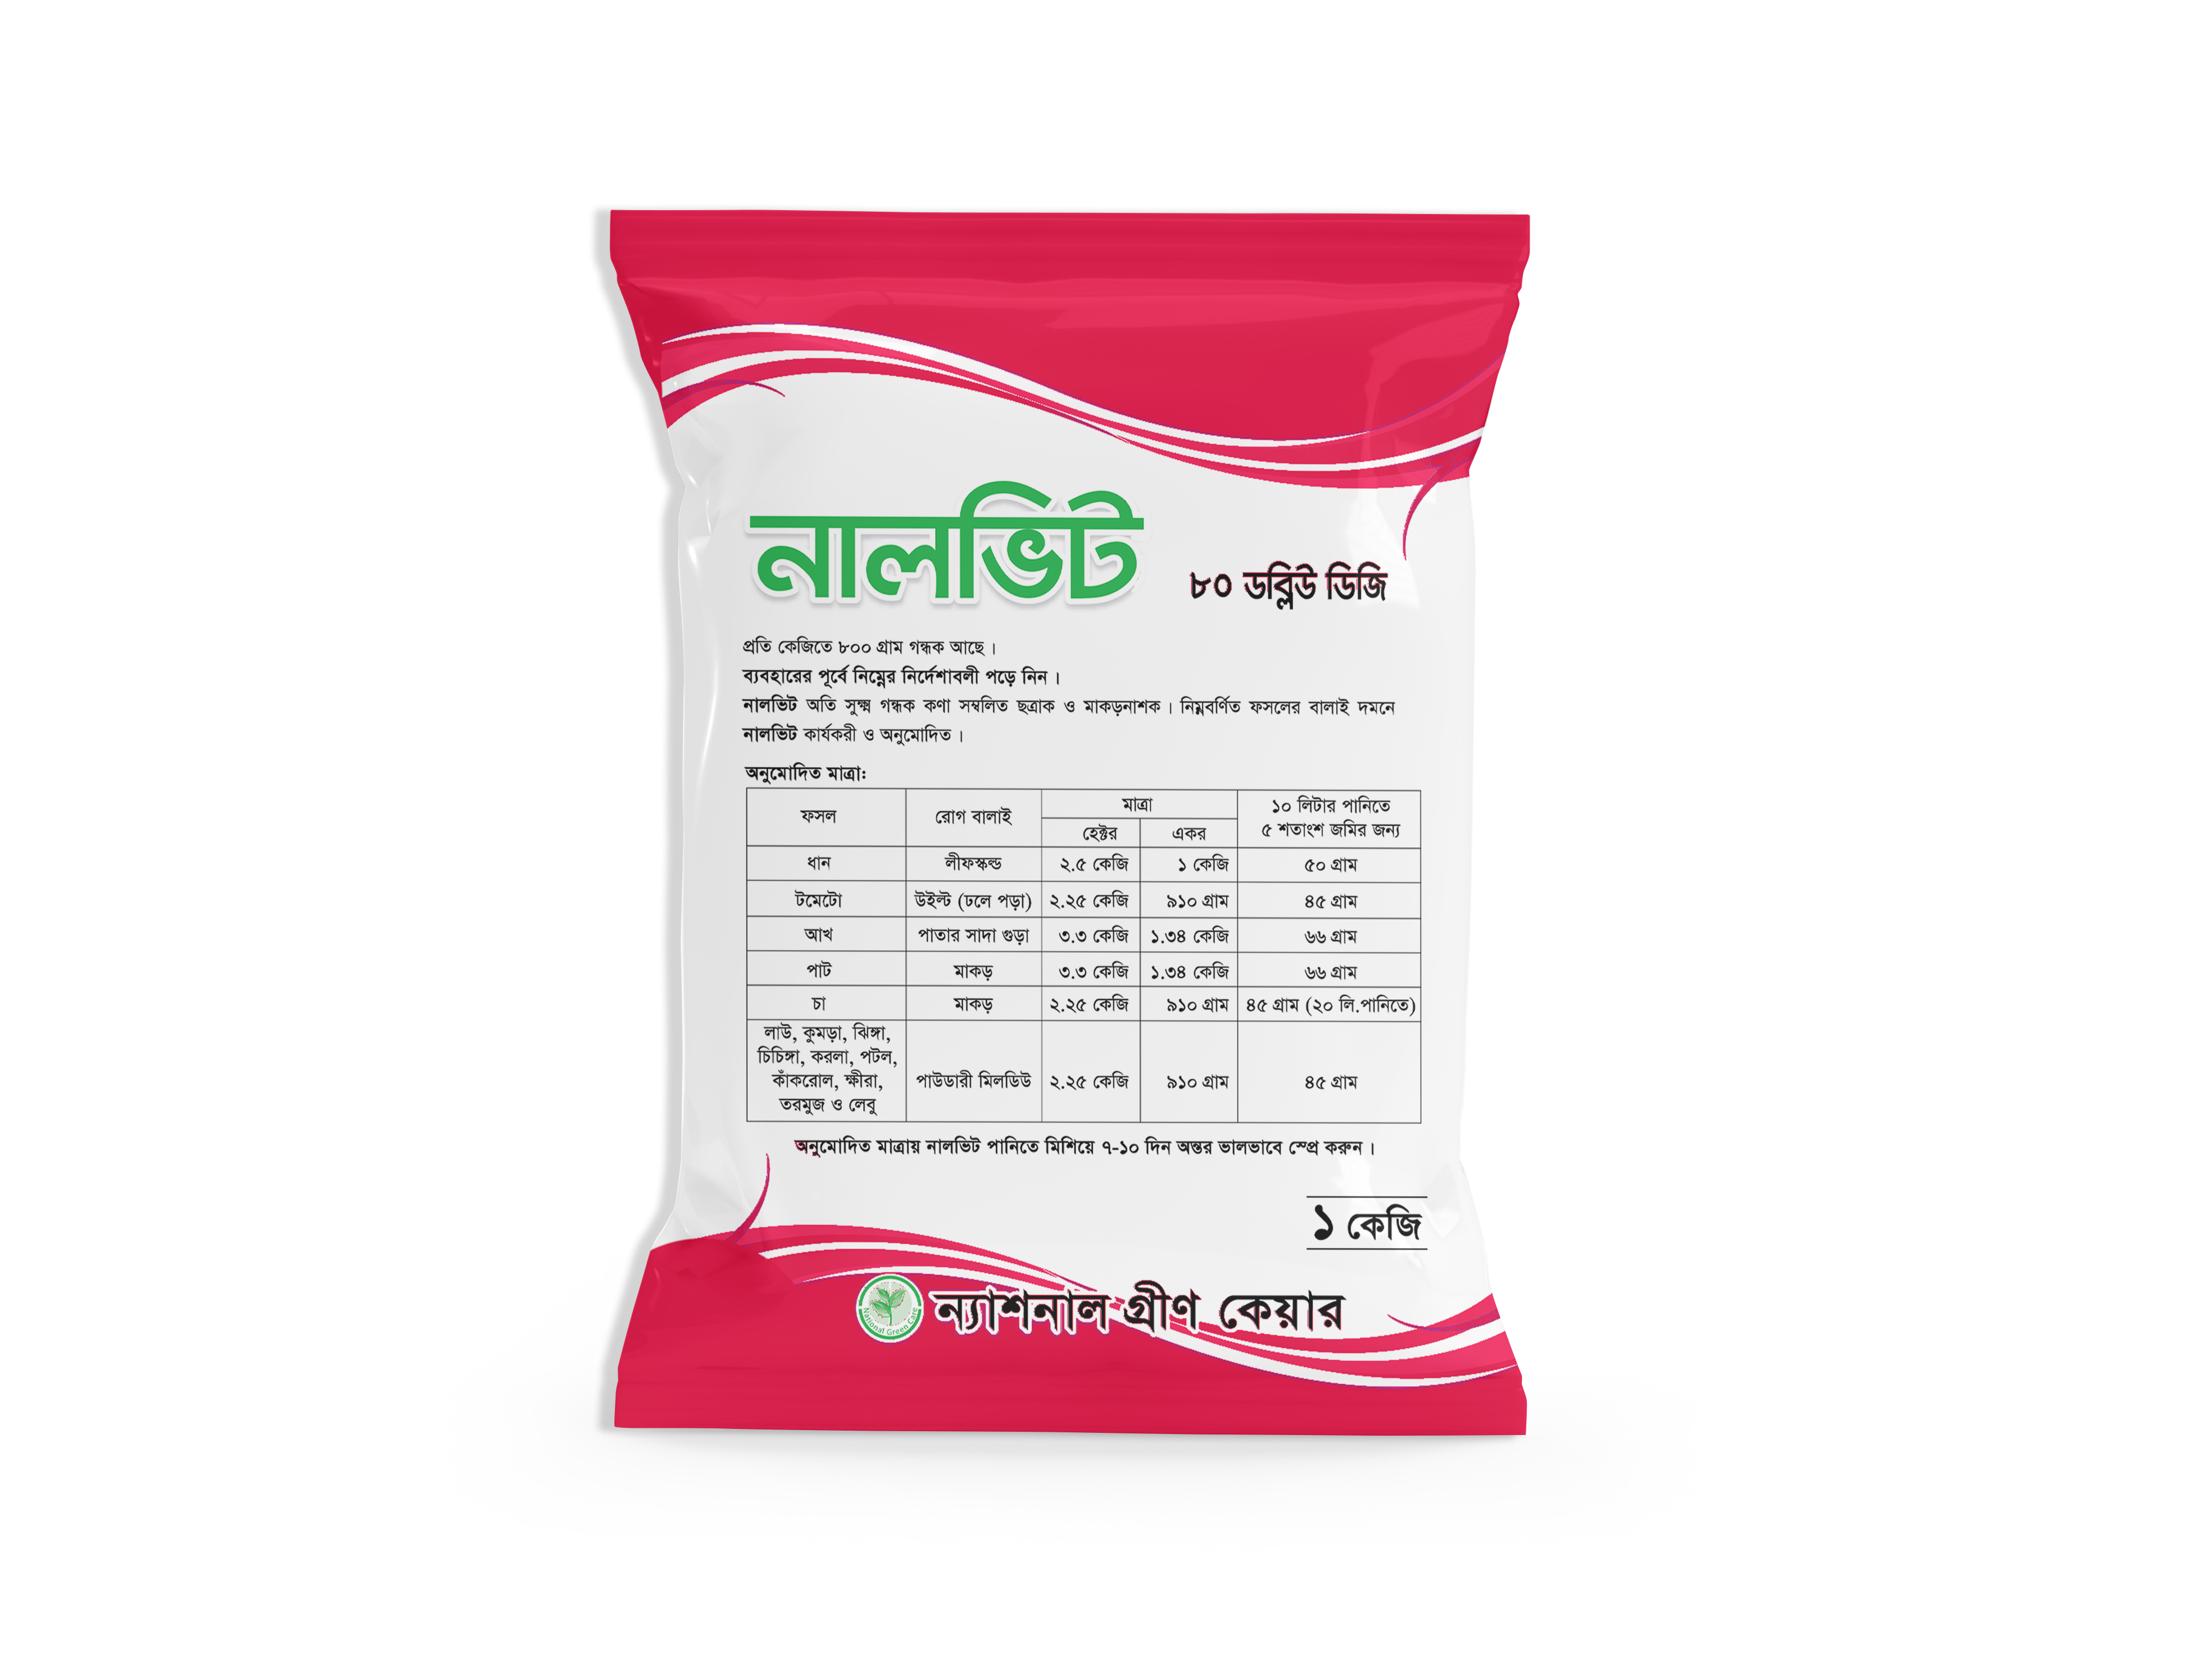 নালভিট
৮০ ডব্লিউ ডিজি
প্রতি কেজিতে ৮০০ গ্রাম গন্ধক আছে।
ব্যবহারের পূর্বে নিম্নের নির্দেশাবলী পড়ে নিন।
নালভিট অতি সুক্ষ্ম গন্ধক কণা সম্বলিত ছত্রাক ও মাকড়নাশক। নিম্নবর্ণিত ফসলের বালাই দমনে
নালভিট কার্যকরী ও অনুমোদিত।
অনুমোদিত মাত্রা:
ফসল রোগ বালাই মাত্রা ১০ লিটার পানিতে
হেক্টর একর ৫ শতাংশ জমির জন্য
ধান লীফস্কল্ড ২.৫ কেজি ১ কেজি ৫০ গ্রাম
টমেটো উইল্ট (ঢলে পড়া) ২.২৫ কেজি ৯১০ গ্রাম ৪৫ গ্রাম
আখ পাতার সাদা গুড়া ৩.৩ কেজি ১.৩৪ কেজি ৬৬ গ্রাম
পাট মাকড় ৩.৩ কেজি ১.৩৪ কেজি ৬৬ গ্রাম
চা মাকড় ২.২৫ কেজি ৯১০ গ্রাম ৪৫ গ্রাম (২০ লি.পানিতে)
লাউ, কুমড়া, ঝিঙ্গা,
চিচিঙ্গা, করলা, পটল,
কাঁকরোল, ক্ষীরা,
তরমুজ ও লেবু
পাউডারী মিলডিউ ২.২৫ কেজি ৯১০ গ্রাম ৪৫ গ্রাম
অনুমোদিত মাত্রায় নালভিট পানিতে মিশিয়ে ৭-১০ দিন অন্তর ভালভাবে স্প্রে করুন।
১ কেজি
National Green Care
ন্যাশনাল গ্রীণ কেয়ার